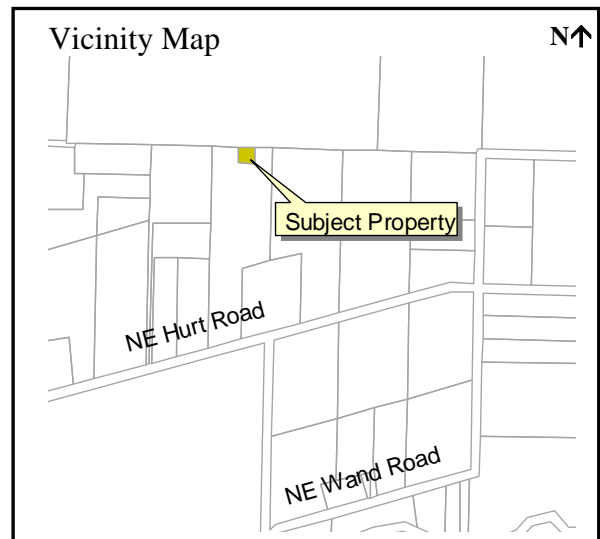 Vicinity Map
N↑
Subject Property
NE Hurt Road
NE Wand Road